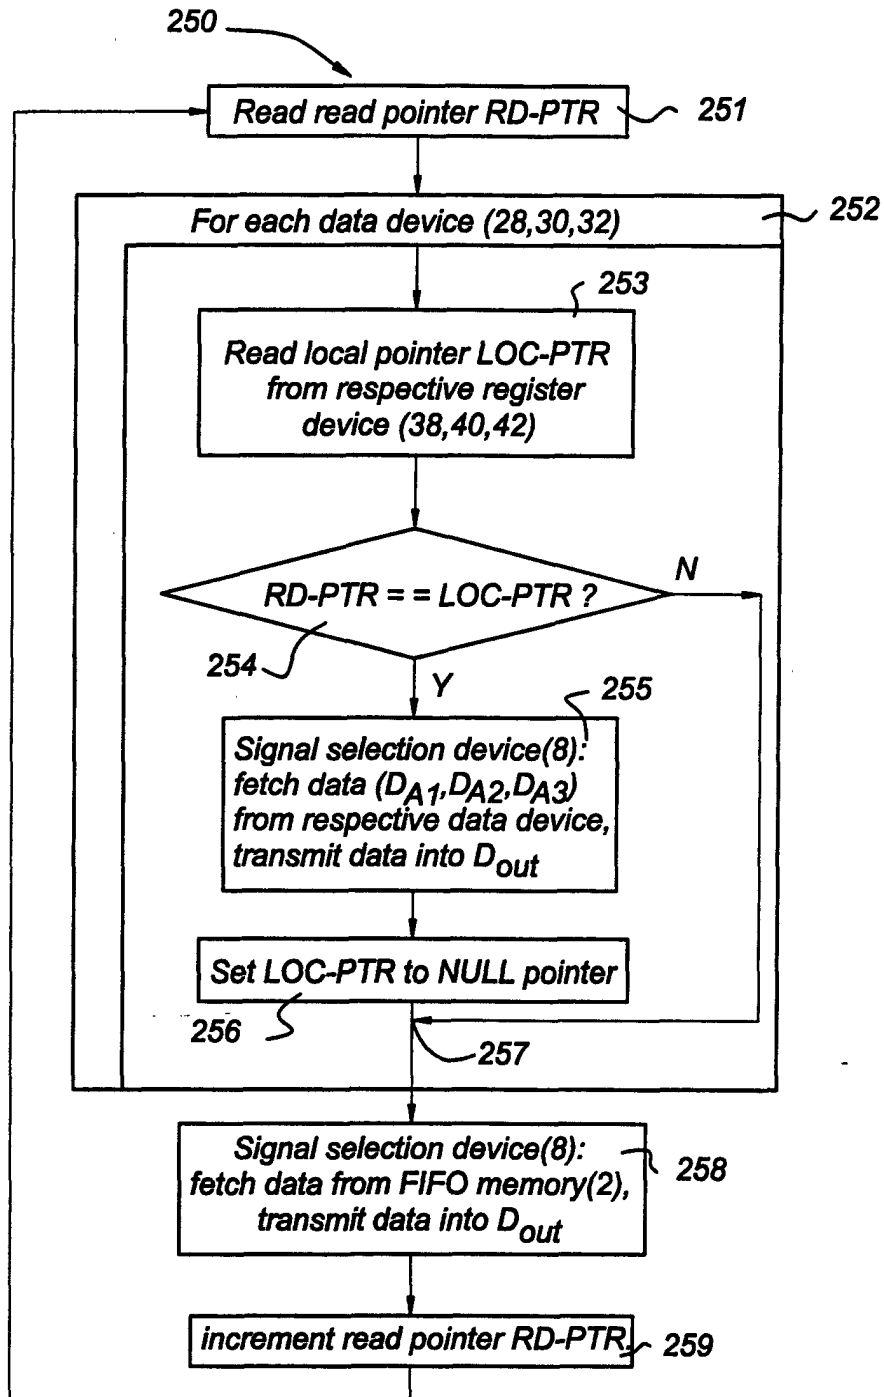 250
Read read pointer RD-PTR
251
For each data device (28,30,32)
252
253
Read local pointer LOC-PTR
from respective register
device (38,40,42)
RD-PTR = = LOC-PTR ?
N
254
Y
255
Signal selection device(8):
fetch data (DA1,DA2,DA3)
from respective data device,
transmit data into Dout
Set LOC-PTR to NULL pointer
256
257
Signal selection device(8):
fetch data from FIFO memory(2),
transmit data into Dout
258
increment read pointer RD-PTR.
259